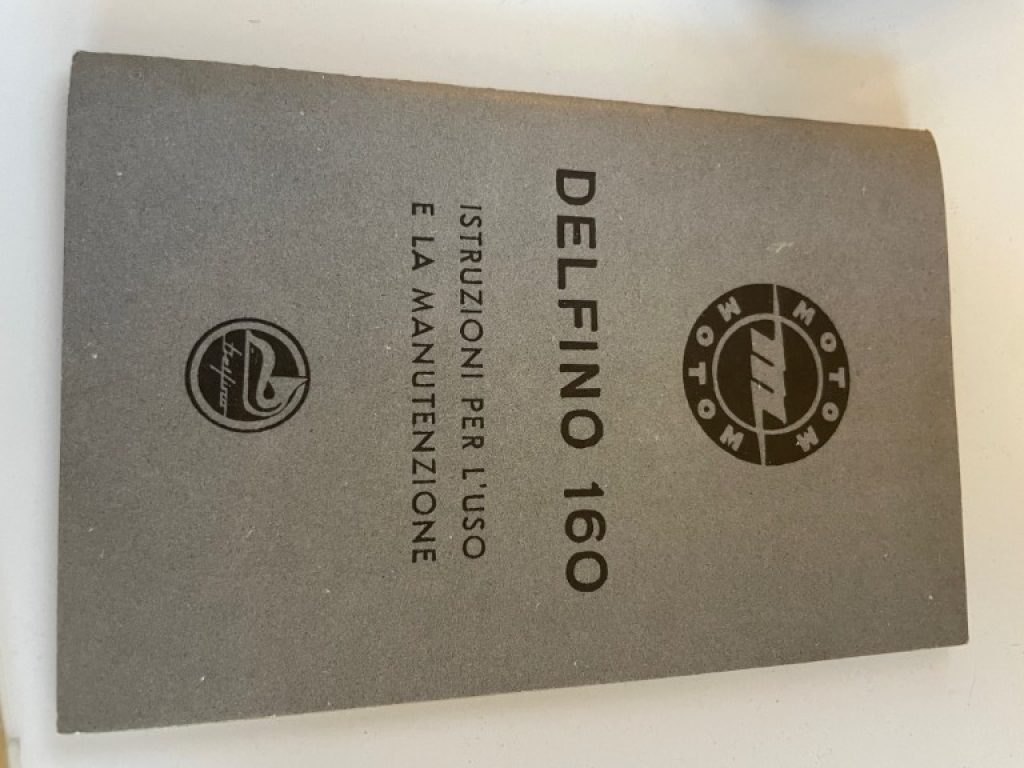 MOTOM
MOTOM
DELFINO 160
ISTRUZIONI PER L'USO
E LA MANUTENZIONE